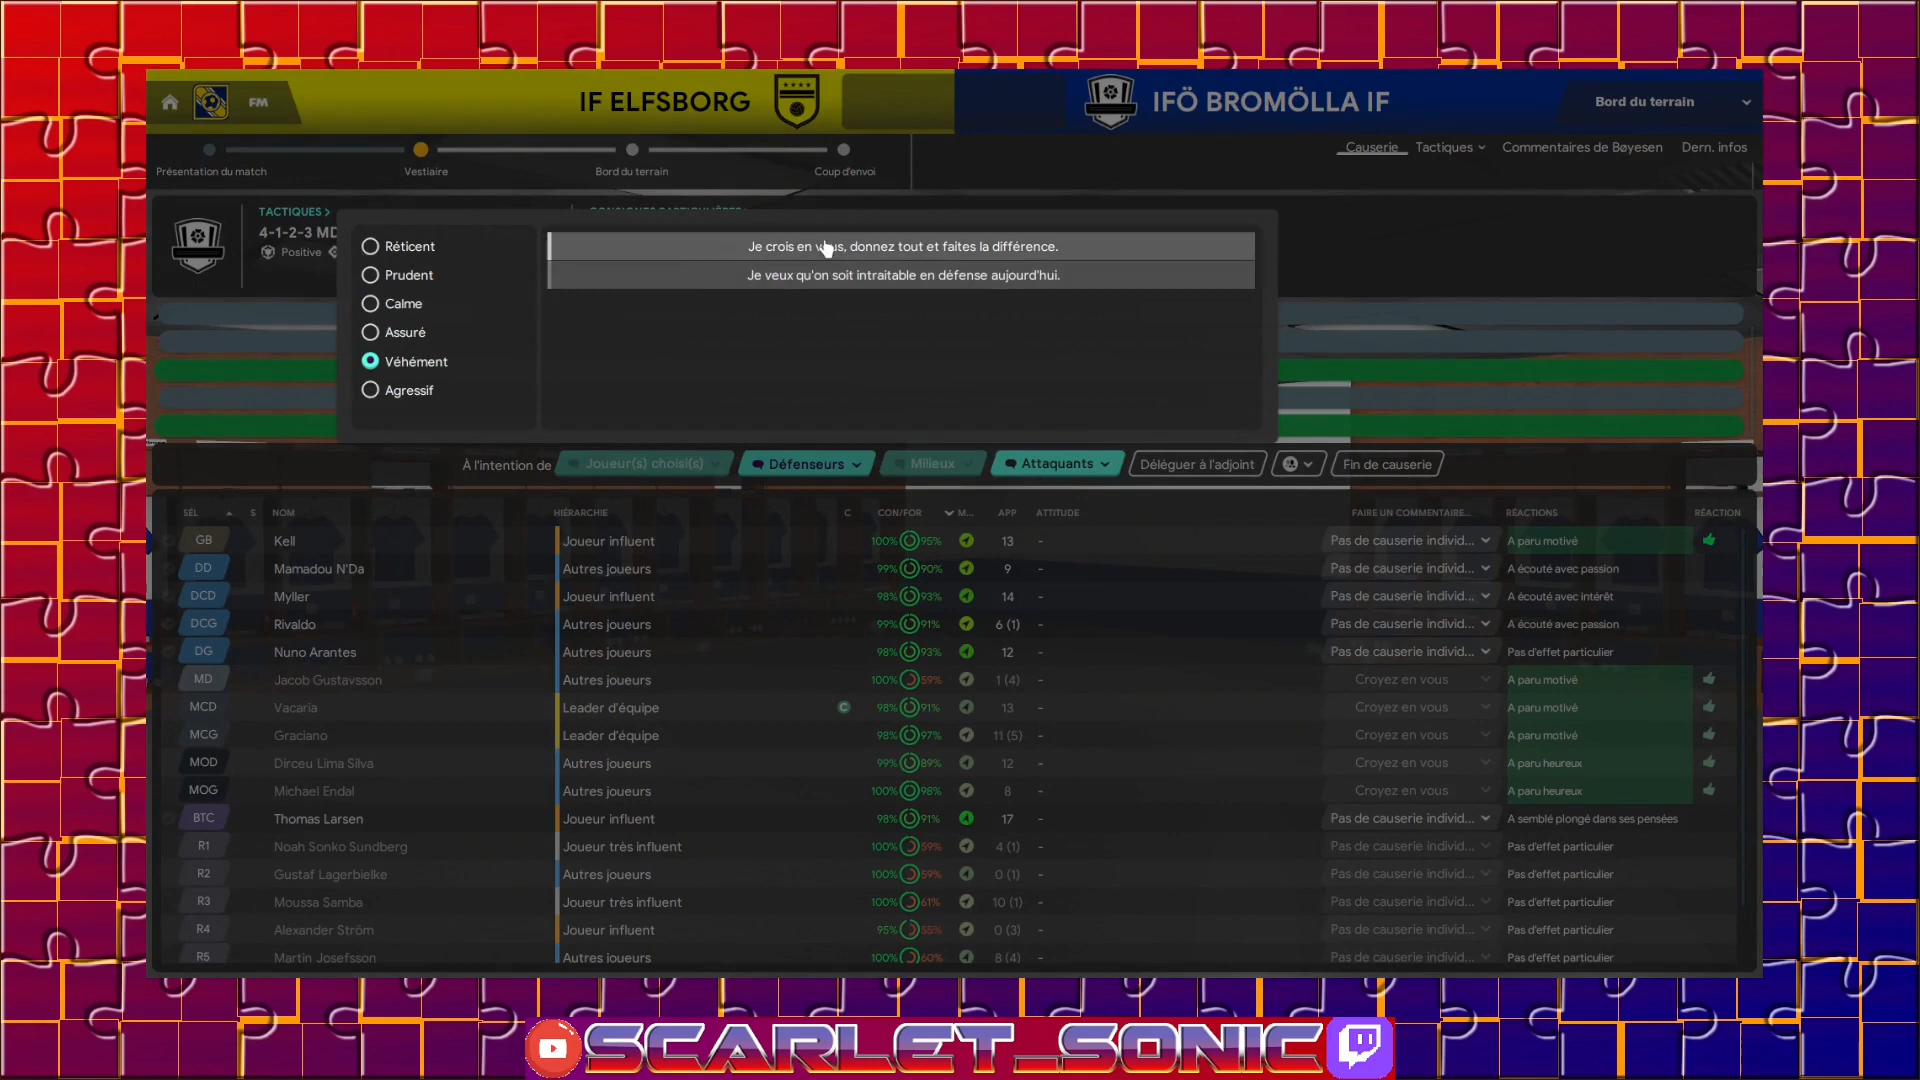 FM
IF ELFSBORG
IFÖ BROMÖLLA IF
Bord du terrain
Présentation du match
Vestiaire
Bord du terrain
Coup d'envoi
Causerie
Tactiques
Commentaires de Bøyesen
Dern. infos
TACTIQUES >
4-1-2-3 MD
Positive
Réticent
Prudent
Calme
Assuré
Véhément
Agressif
Je crois en vous, donnez tout et faites la différence.
Je veux qu'on soit intraitable en défense aujourd'hui.
À l'intention de
Joueur(s) choisi(s)
Défenseurs
Milieux
Attaquants
Déléguer à l'adjoint
Fin de causerie
SÉL S NOM HIÉRARCHIE C CON/FOR M... APP ATTITUDE FAIRE UN COMMENTAIRE... RÉACTIONS RÉACTION
GB Kell Joueur influent 100% 95% 13 - Pas de causerie individ... A paru motivé
DD Mamadou N'Da Autres joueurs 99% 90% 9 - Pas de causerie individ... A écouté avec passion
DCD Myller Joueur influent 98% 93% 14 - Pas de causerie individ... A écouté avec intérêt
DCG Rivaldo Autres joueurs 99% 91% 6 (1) - Pas de causerie individ... A écouté avec passion
DG Nuno Arantes Autres joueurs 98% 93% 12 - Pas de causerie individ... Pas d'effet particulier
MD Jacob Gustavsson Autres joueurs 100% 59% 1 (4) - Croyez en vous A paru motivé
MCD Vacaria Leader d'équipe C 98% 91% 13 - Croyez en vous A paru motivé
MCG Graciano Leader d'équipe 98% 97% 11 (5) - Croyez en vous A paru motivé
MOD Dirceu Lima Silva Autres joueurs 99% 89% 12 - Croyez en vous A paru heureux
MOG Michael Endal Autres joueurs 100% 98% 8 - Croyez en vous A paru heureux
BTC Thomas Larsen Joueur influent 98% 91% 17 - Pas de causerie individ... A semblé plongé dans ses pensées
R1 Noah Sonko Sundberg Joueur très influent 100% 59% 4 (1) - Pas de causerie individ... Pas d'effet particulier
R2 Gustaf Lagerbielke Autres joueurs 100% 59% 0 (1) - Pas de causerie individ... Pas d'effet particulier
R3 Moussa Samba Joueur très influent 100% 61% 10 (1) - Pas de causerie individ... Pas d'effet particulier
R4 Alexander Ström Joueur influent 95% 55% 0 (3) - Pas de causerie individ... Pas d'effet particulier
R5 Martin Josefsson Autres joueurs 100% 60% 8 (4) - Pas de causerie individ... Pas d'effet particulier
SCARLET_SONIC